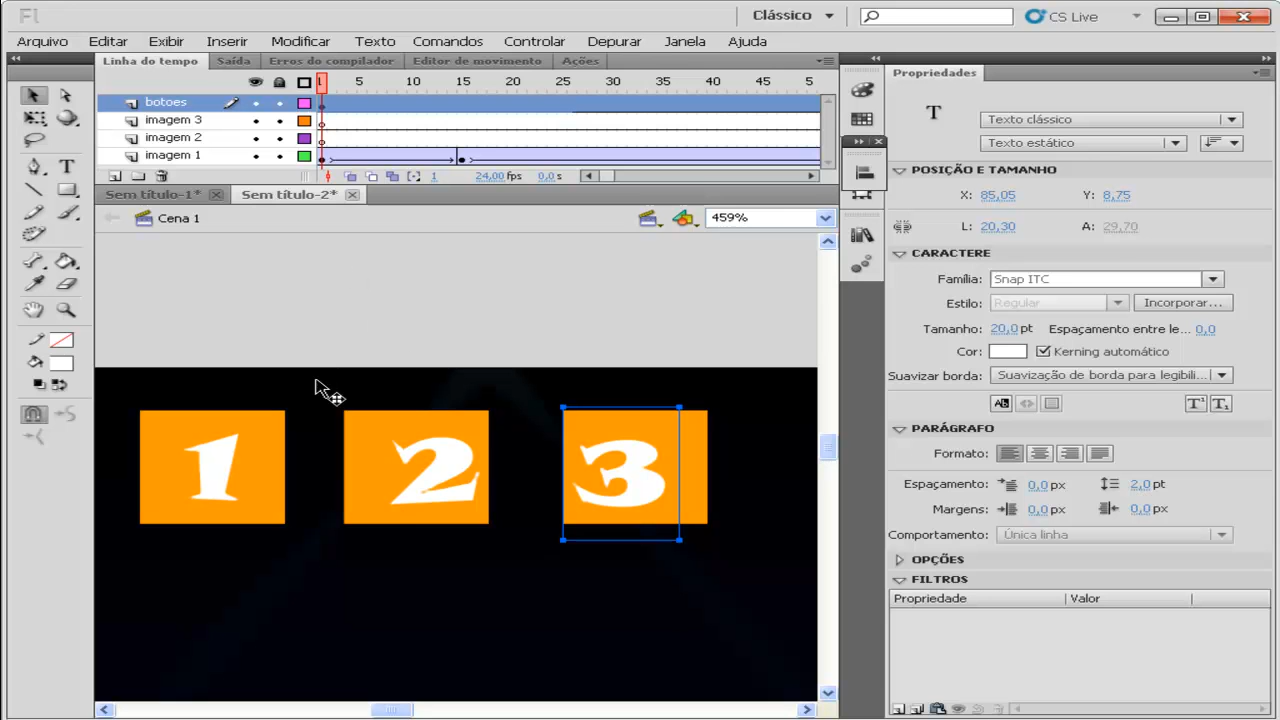 Fl Clássico CS Live
Arquivo Editar Exibir Inserir Modificar Texto Comandos Controlar Depurar Janela Ajuda
Linha do tempo Saída Erros do compilador Editor de movimento Ações
1 5 10 15 20 25 30 35 40 45 5
botoes
imagem 3
imagem 2
imagem 1
1 24,00 fps 0,0 s
Sem título-1* Sem título-2*
Cena 1 459%
1 2 3
Propriedades
T Texto clássico
Texto estático
POSIÇÃO E TAMANHO
X: 85,05 Y: 8,75
L: 20,30 A: 29,70
CARACTERE
Família: Snap ITC
Estilo: Regular Incorporar...
Tamanho: 20,0 pt Espaçamento entre le... 0,0
Cor: Kerning automático
Suavizar borda: Suavização de borda para legibili...
PARÁGRAFO
Formato:
Espaçamento: 0,0 px 2,0 pt
Margens: 0,0 px 0,0 px
Comportamento: Única linha
OPÇÕES
FILTROS
Propriedade Valor